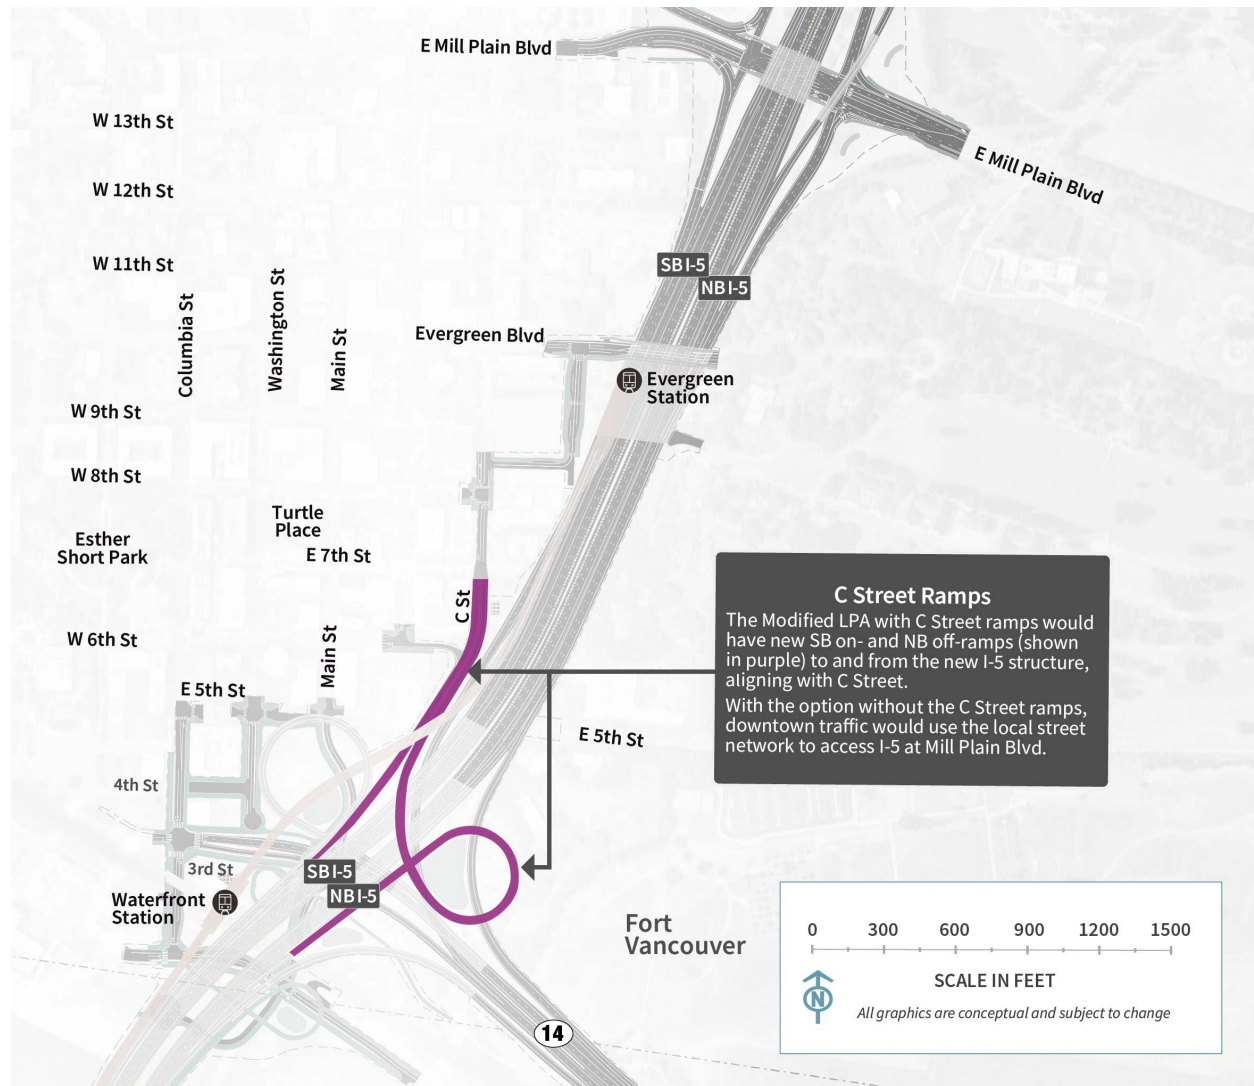 E Mill Plain Blvd
W 13th St
E Mill Plain Blvd
W 12th St
W 11th St
SB I-5
NB I-5
Columbia St
Washington St
Main St
Evergreen Blvd
Evergreen
Station
W 9th St
W 8th St
Turtle
Place
Esther
Short Park
E 7th St
C St
W 6th St
Main St
E 5th St
E 5th St
C Street Ramps
The Modified LPA with C Street ramps would
have new SB on- and NB off-ramps (shown
in purple) to and from the new I-5 structure,
aligning with C Street.
With the option without the C Street ramps,
downtown traffic would use the local street
network to access I-5 at Mill Plain Blvd.
4th St
3rd St
SB I-5
NB I-5
Waterfront
Station
Fort
Vancouver
14
0 300 600 900 1200 1500
SCALE IN FEET
N
All graphics are conceptual and subject to change